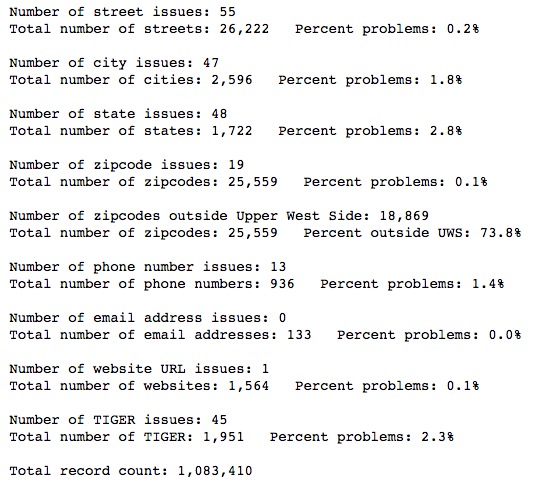 Number of street issues: 55
Total number of streets: 26,222   Percent problems: 0.2%
Number of city issues: 47
Total number of cities: 2,596   Percent problems: 1.8%
Number of state issues: 48
Total number of states: 1,722   Percent problems: 2.8%
Number of zipcode issues: 19
Total number of zipcodes: 25,559   Percent problems: 0.1%
Number of zipcodes outside Upper West Side: 18,869
Total number of zipcodes: 25,559   Percent outside UWS: 73.8%
Number of phone number issues: 13
Total number of phone numbers: 936   Percent problems: 1.4%
Number of email address issues: 0
Total number of email addresses: 133   Percent problems: 0.0%
Number of website URL issues: 1
Total number of websites: 1,564   Percent problems: 0.1%
Number of TIGER issues: 45
Total number of TIGER: 1,951   Percent problems: 2.3%
Total record count: 1,083,410